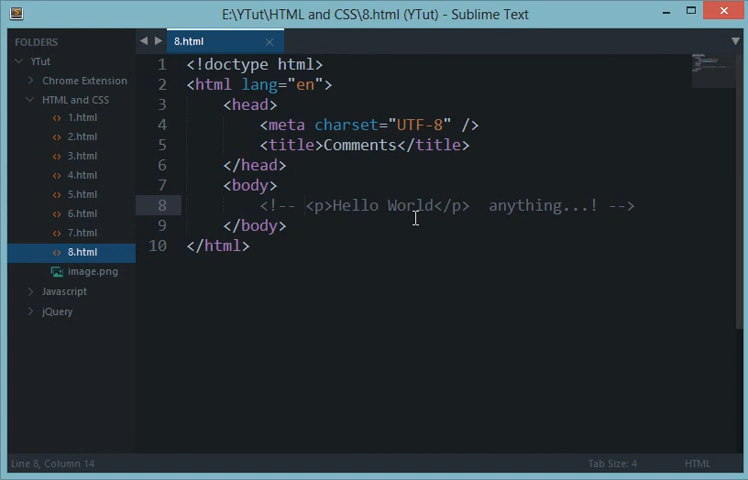 E:\YTut\HTML and CSS\8.html (YTut) - Sublime Text
FOLDERS
YTut
Chrome Extension
HTML and CSS
1.html
2.html
3.html
4.html
5.html
6.html
7.html
8.html
image.png
Javascript
jQuery
8.html
1 <!doctype html>
2 <html lang="en">
3 <head>
4 <meta charset="UTF-8" />
5 <title>Comments</title>
6 </head>
7 <body>
8 <!-- <p>Hello World</p>  anything...! -->
9 </body>
10 </html>
Line 8, Column 14
Tab Size: 4
HTML